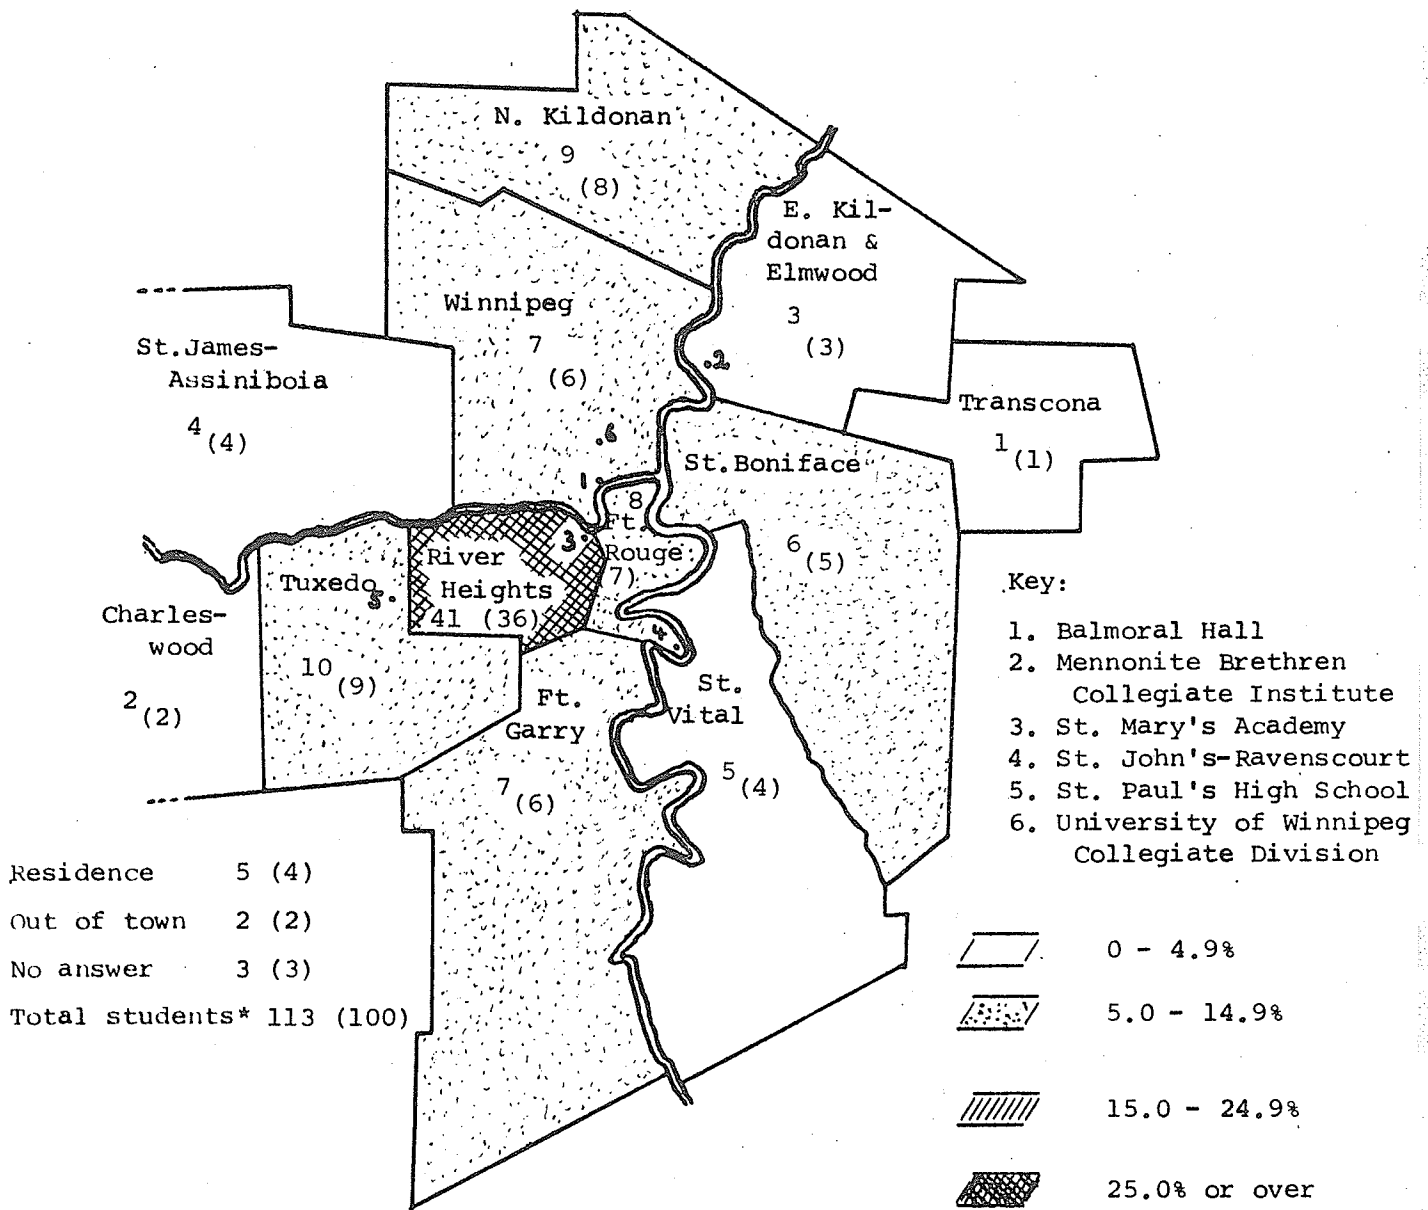 N. Kildonan
9
(8)
E. Kil-
donan &
Elmwood
3
(3)
Winnipeg
7
(6)
.2
St.James-
Assiniboia
4
(4)
Transcona
1
(1)
.6
St.Boniface
6
(5)
1.
8
Ft.
Rouge
7)
3.
River
Heights
41 (36)
Tuxedo
5.
10
(9)
Charles-
wood
2
(2)
4.
St.
Vital
5
(4)
Ft.
Garry
7
(6)
Key:
1. Balmoral Hall
2. Mennonite Brethren
Collegiate Institute
3. St. Mary's Academy
4. St. John's-Ravenscourt
5. St. Paul's High School
6. University of Winnipeg
Collegiate Division
Residence 5 (4)
Out of town 2 (2)
No answer 3 (3)
Total students* 113 (100)
0 - 4.9%
5.0 - 14.9%
15.0 - 24.9%
25.0% or over